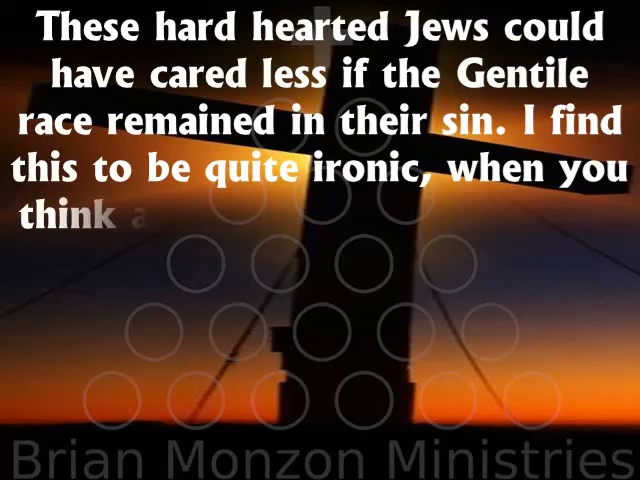 These hard hearted Jews could
have cared less if the Gentile
race remained in their sin. I find
this to be quite ironic, when you
think a
Brian Monzon Ministries